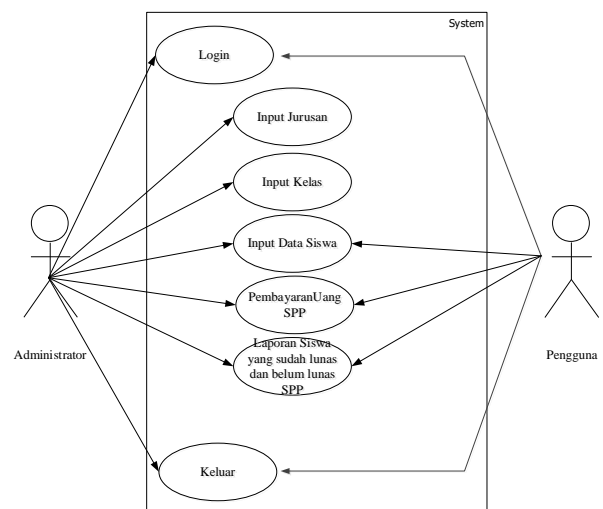 System
Login
Input Jurusan
Input Kelas
Input Data Siswa
PembayaranUang
SPP
Laporan Siswa
yang sudah lunas
dan belum lunas
SPP
Administrator
Pengguna
Keluar